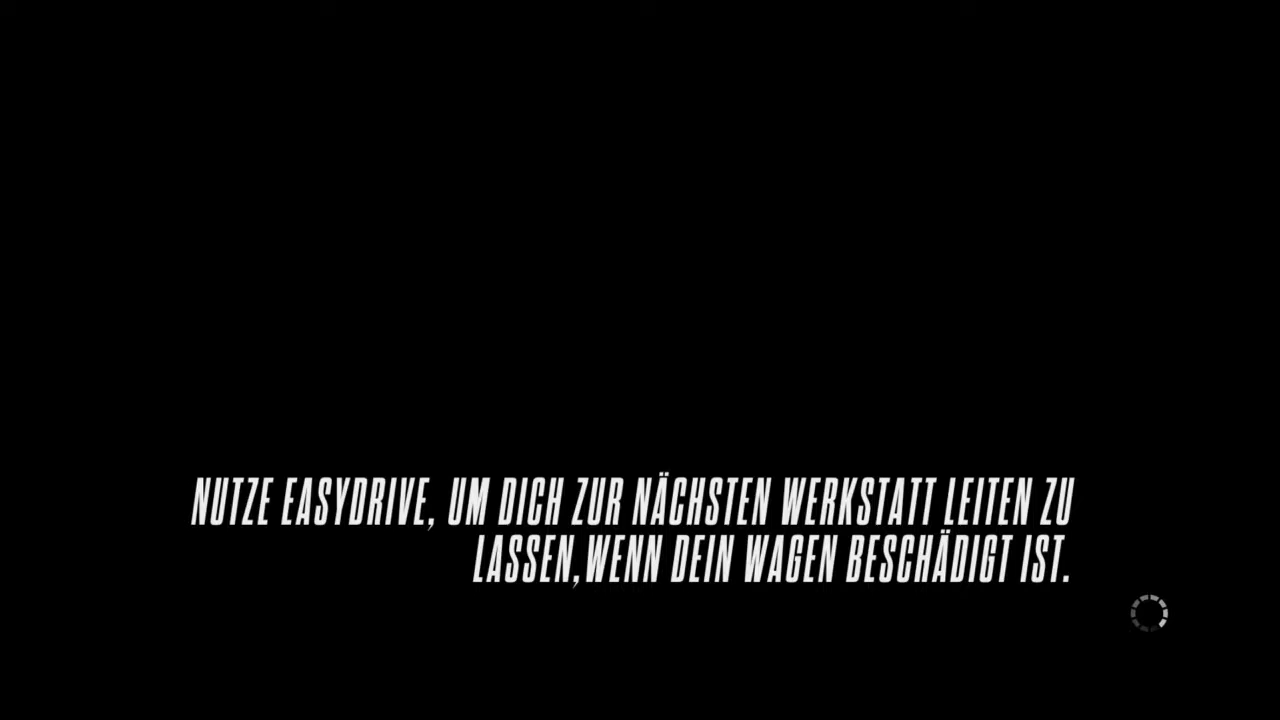 NUTZE EASYDRIVE, UM DICH ZUR NÄCHSTEN WERKSTATT LEITEN ZU
LASSEN,WENN DEIN WAGEN BESCHÄDIGT IST.